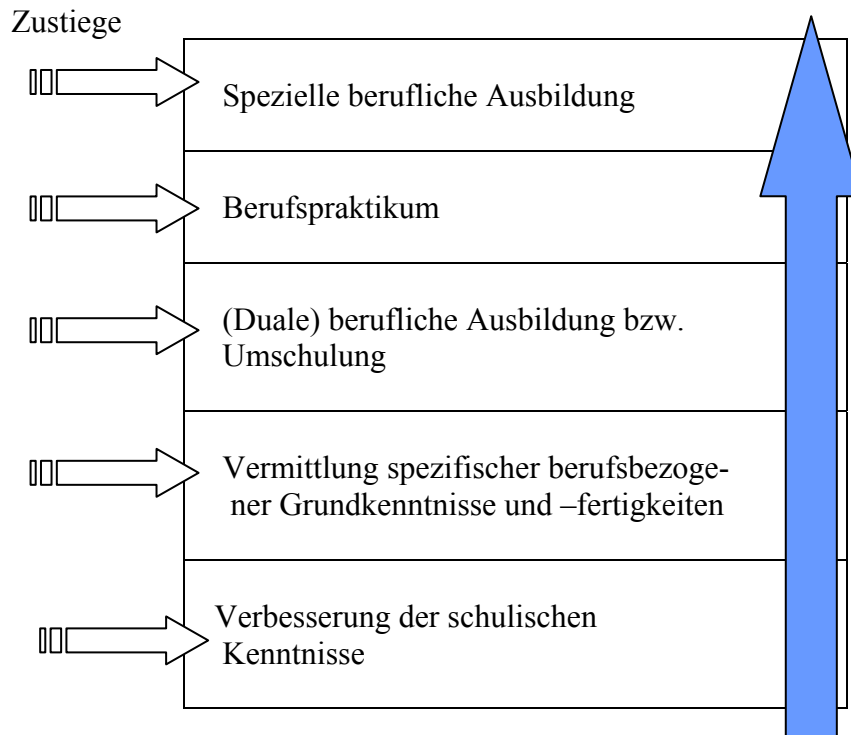 Zustiege
Spezielle berufliche Ausbildung
Berufspraktikum
(Duale) berufliche Ausbildung bzw.
Umschulung
Vermittlung spezifischer berufsbezoge-
ner Grundkenntnisse und –fertigkeiten
Verbesserung der schulischen
Kenntnisse